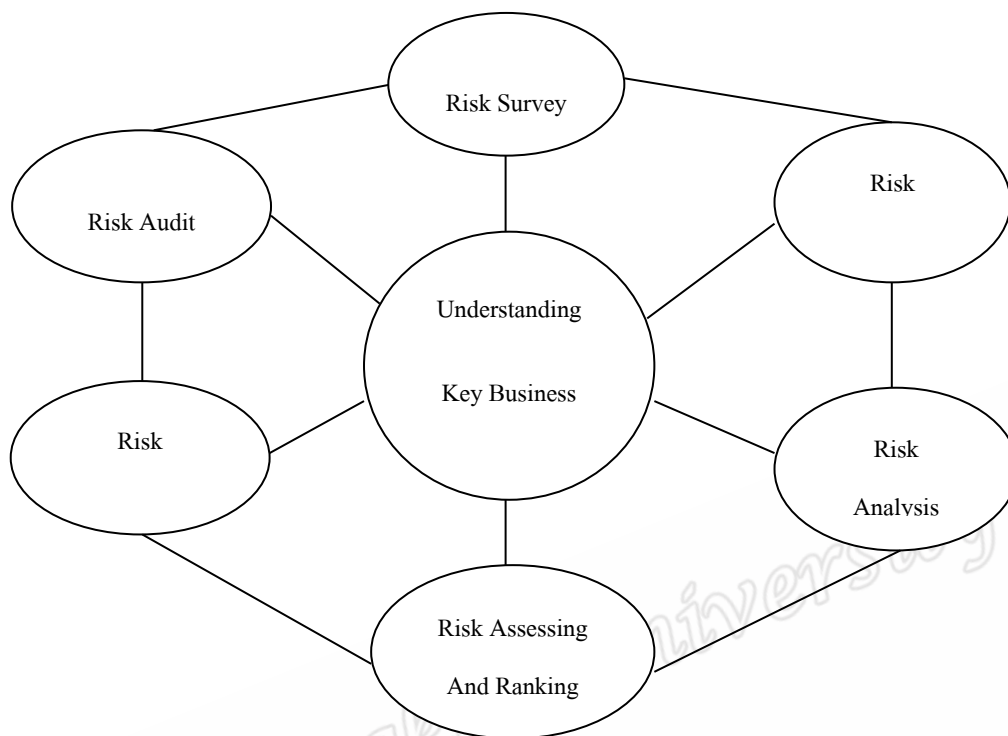 Risk Survey
Risk
Risk Audit
Understanding
Key Business
Risk
Risk
Analysis
Risk Assessing
And Ranking